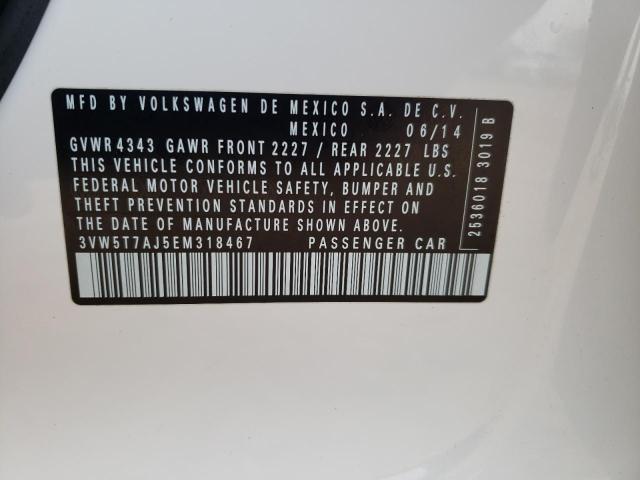 MFD BY VOLKSWAGEN DE MEXICO S.A. DE C.V.
MEXICO 06/14
GVWR 4343 GAWR FRONT 2227 / REAR 2227 LBS
THIS VEHICLE CONFORMS TO ALL APPLICABLE U.S.
FEDERAL MOTOR VEHICLE SAFETY, BUMPER AND
THEFT PREVENTION STANDARDS IN EFFECT ON
THE DATE OF MANUFACTURE SHOWN ABOVE.
3VW5T7AJ5EM318467 PASSENGER CAR
2536018 3019 B